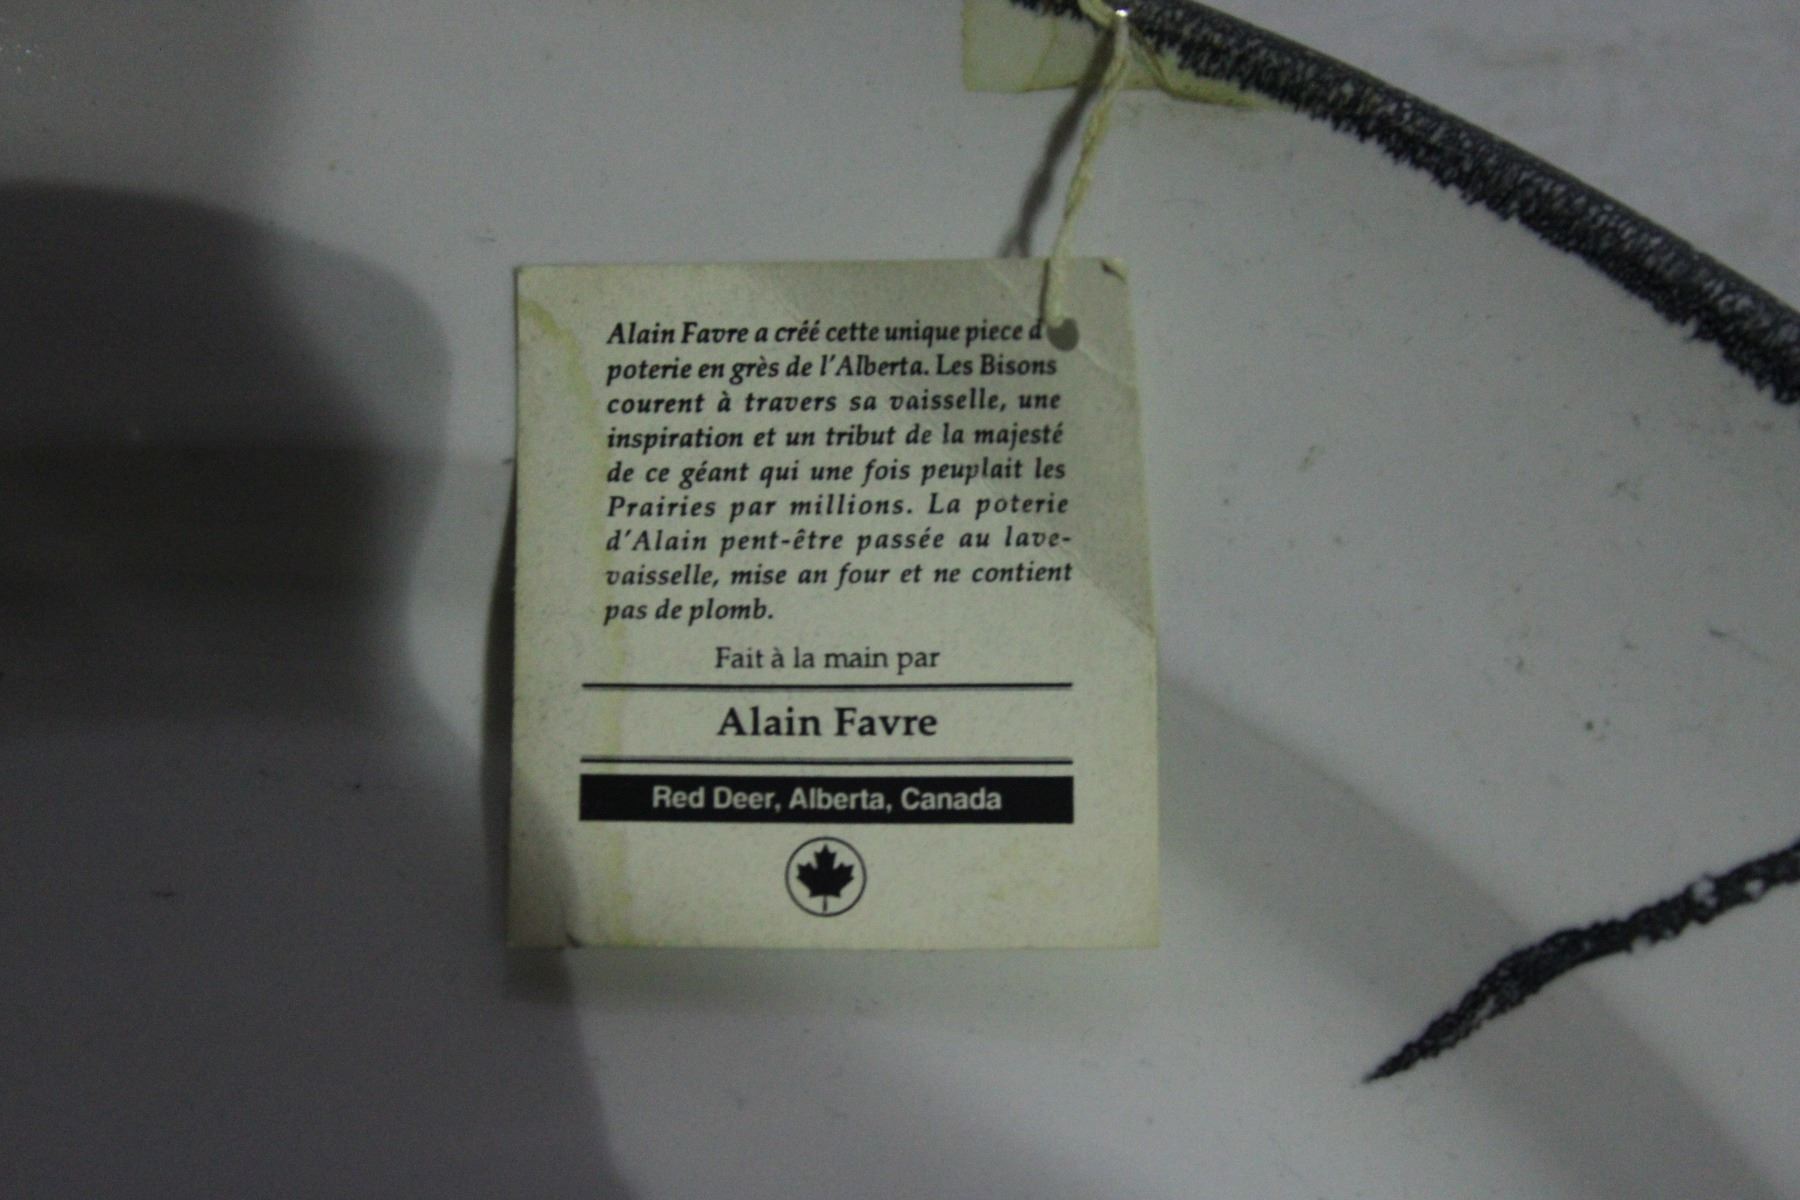 Alain Favre a créé cette unique piece d
poterie en grès de l'Alberta. Les Bisons
courent à travers sa vaisselle, une
inspiration et un tribut de la majesté
de ce géant qui une fois peuplait les
Prairies par millions. La poterie
d'Alain pent-être passée au lave-
vaisselle, mise an four et ne contient
pas de plomb.
Fait à la main par
Alain Favre
Red Deer, Alberta, Canada